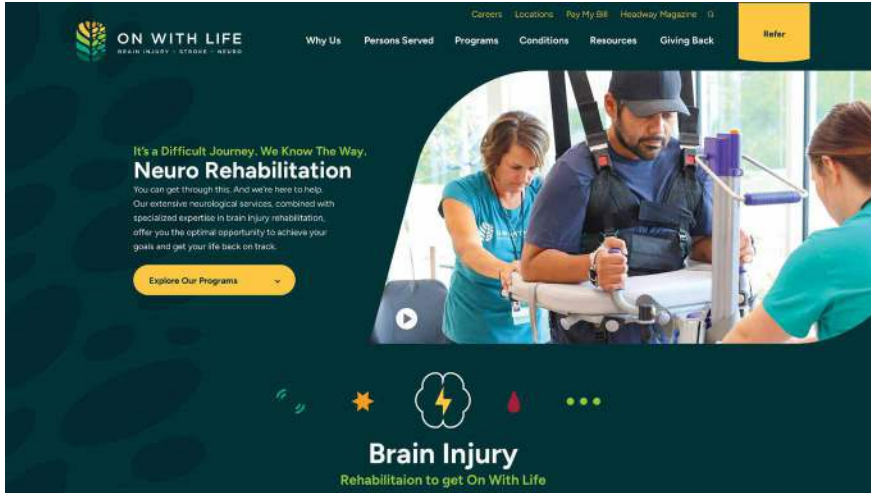 Careers Locations Pay My Bill Headway Magazine
ON WITH LIFE
BRAIN INJURY - STROKE - NEURO
Why Us Persons Served Programs Conditions Resources Giving Back
Refer
It's a Difficult Journey. We Know The Way.
Neuro Rehabilitation
You can get through this. And we're here to help.
Our extensive neurological services, combined with
specialized expertise in brain injury rehabilitation,
offer you the optimal opportunity to achieve your
goals and get your life back on track.
Explore Our Programs
Brain Injury
Rehabilitaion to get On With Life